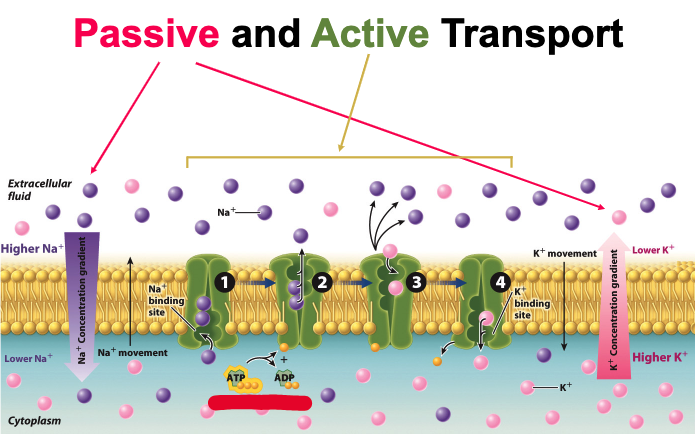 Passive and Active Transport
Extracellular
fluid
Na⁺
Higher Na⁺
Na⁺ Concentration gradient
Lower Na⁺
Na⁺ movement
Na⁺
binding
site
1
2
3
4
ATP
+
ADP
K⁺ movement
K⁺
binding
site
K⁺
Lower K⁺
K⁺ Concentration gradient
Higher K⁺
Cytoplasm